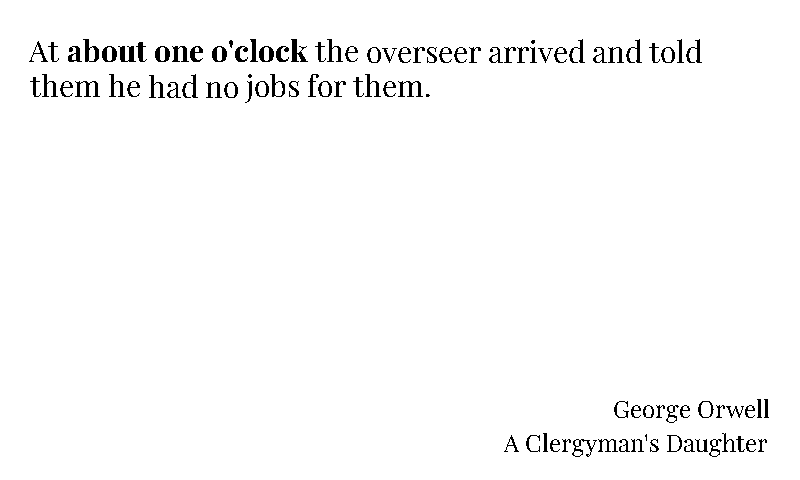 At about one o'clock the overseer arrived and told
them he had no jobs for them.
George Orwell
A Clergyman's Daughter